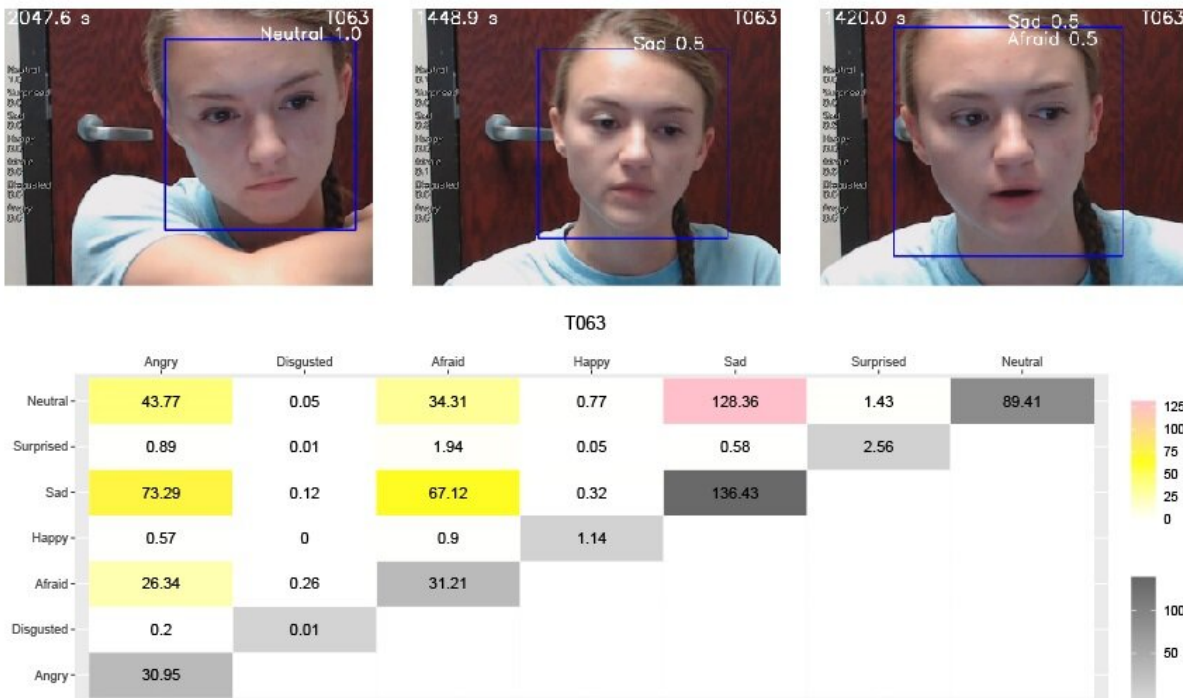 2047.6 s T063
Neutral 1.0
1448.9 s T063
Sad 0.8
1420.0 s T063
Sad 0.5
Afraid 0.5
T063
Angry Disgusted Afraid Happy Sad Surprised Neutral
Neutral 43.77 0.05 34.31 0.77 128.36 1.43 89.41
Surprised 0.89 0.01 1.94 0.05 0.58 2.56
Sad 73.29 0.12 67.12 0.32 136.43
Happy 0.57 0 0.9 1.14
Afraid 26.34 0.26 31.21
Disgusted 0.2 0.01
Angry 30.95
125
100
75
50
25
0
100
50